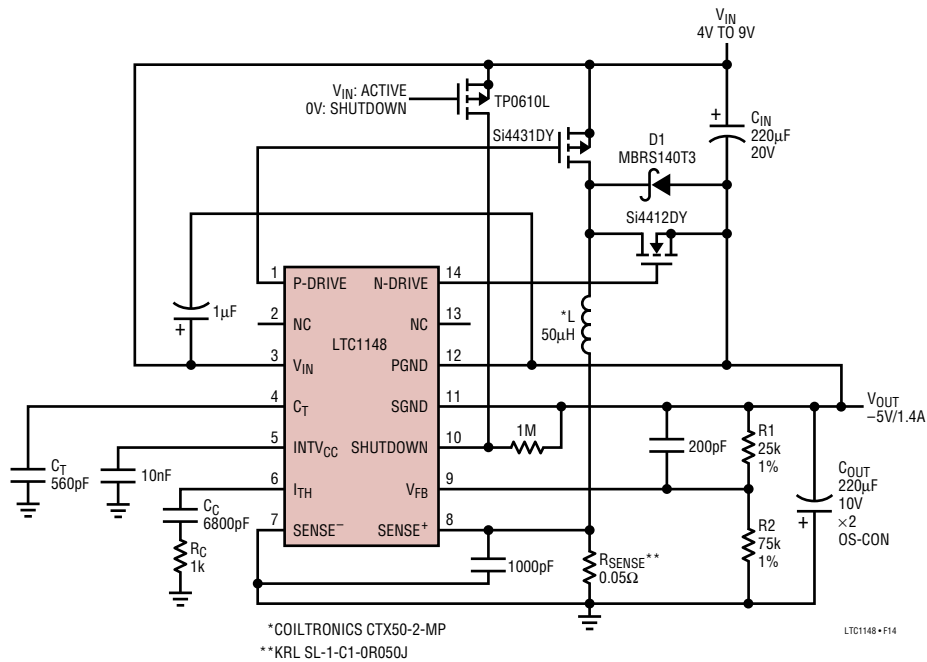 VIN
4V TO 9V
VIN: ACTIVE
0V: SHUTDOWN
TP0610L
+
CIN
220µF
20V
Si4431DY
D1
MBRS140T3
Si4412DY
1 P-DRIVE N-DRIVE 14
1µF
+
2 NC NC 13
*L
50µH
LTC1148
3 VIN PGND 12
4 CT SGND 11
VOUT
–5V/1.4A
1M
5 INTVCC SHUTDOWN 10
200pF
R1
25k
1%
CT
560pF
10nF
6 ITH VFB 9
COUT
220µF
10V
×2
OS-CON
+
CC
6800pF
7 SENSE– SENSE+ 8
R2
75k
1%
RC
1k
1000pF
RSENSE**
0.05Ω
*COILTRONICS CTX50-2-MP
**KRL SL-1-C1-0R050J
LTC1148 • F14